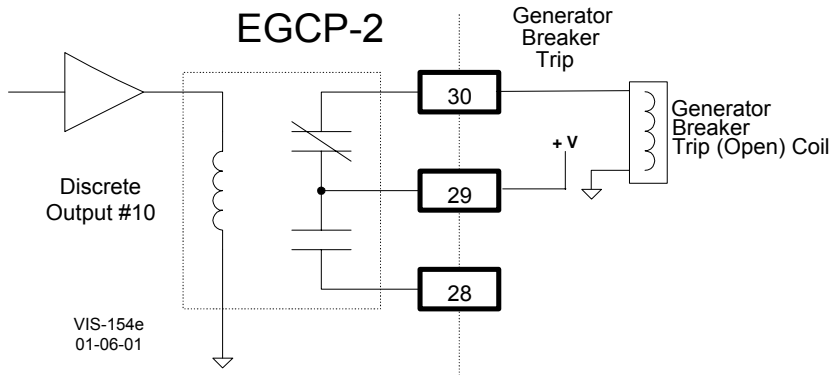 EGCP-2
Generator
Breaker
Trip
30
Generator
Breaker
Trip (Open) Coil
+ V
29
Discrete
Output #10
28
VIS-154e
01-06-01